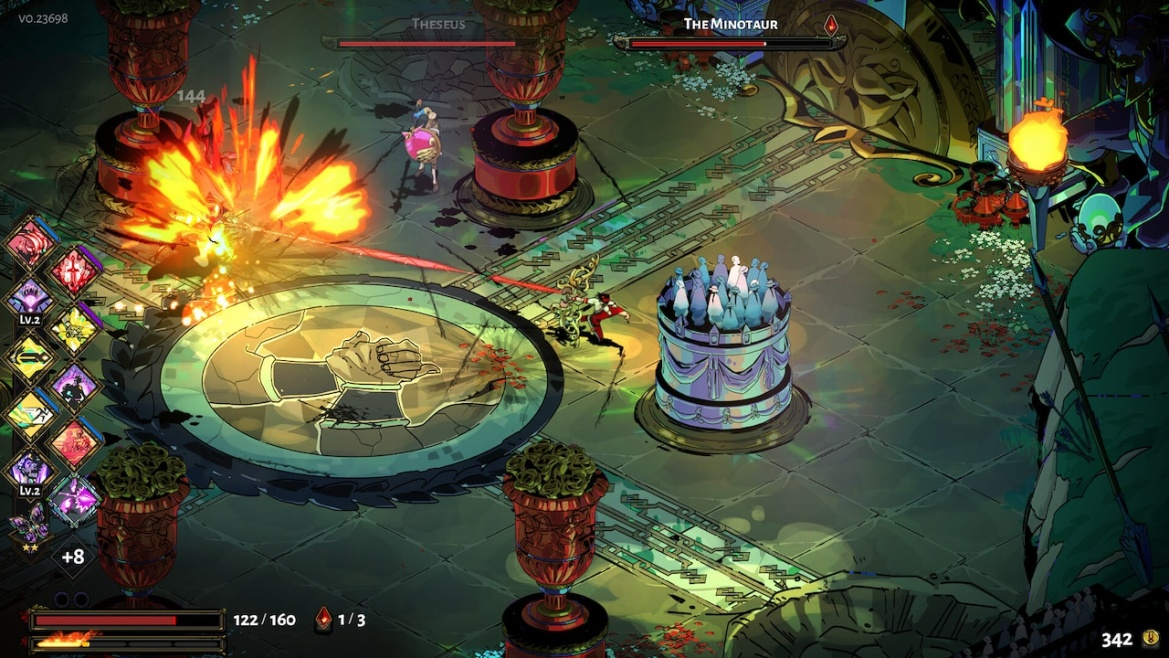 V0.23698
THESEUS
THE MINOTAUR
144
LV.2
LV.2
+8
122/160
1/3
342